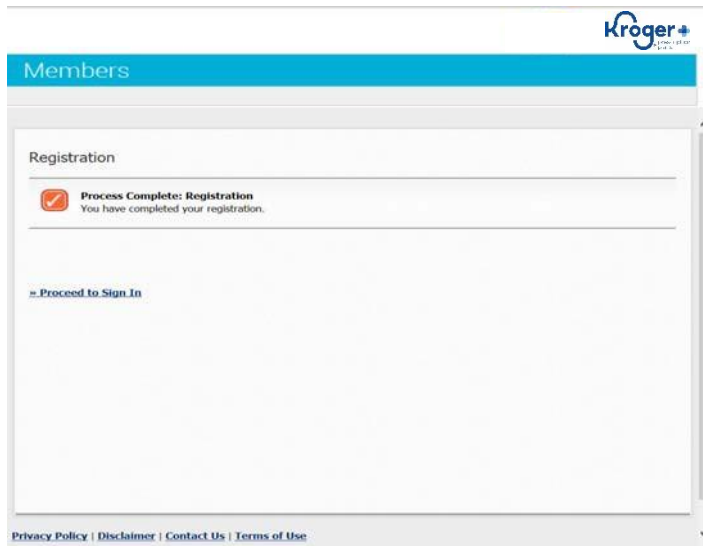 Kroger
Members
Registration
Process Complete: Registration
You have completed your registration.
» Proceed to Sign In
Privacy Policy | Disclaimer | Contact Us | Terms of Use